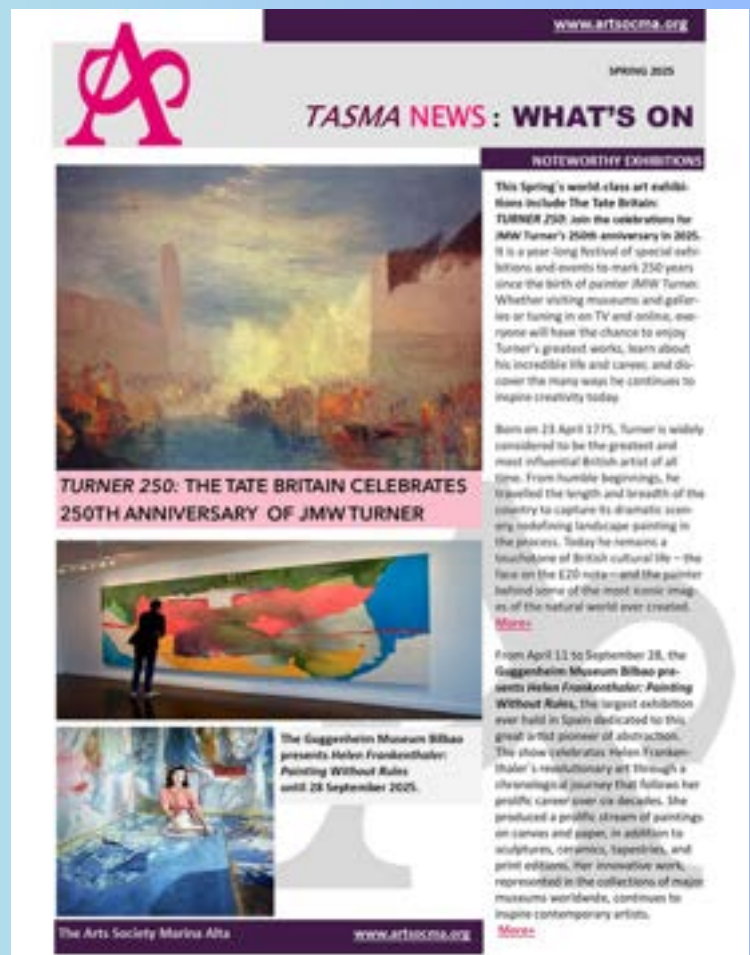 www.artsocma.org
SPRING 2025
TASMA NEWS : WHAT'S ON
NOTEWORTHY EXHIBITIONS
TURNER 250: THE TATE BRITAIN CELEBRATES
250TH ANNIVERSARY OF JMW TURNER
The Guggenheim Museum Bilbao
presents Helen Frankenthaler:
Painting Without Rules
until 28 September 2025.
This Spring's world-class art exhibi-
tions include The Tate Britain:
TURNER 250: Join the celebrations for
JMW Turner's 250th anniversary in 2025.
It is a year-long festival of special exhi-
bitions and events to mark 250 years
since the birth of painter JMW Turner.
Whether visiting museums and galler-
ies or tuning in on TV and online, eve-
ryone will have the chance to enjoy
Turner's greatest works, learn about
his incredible life and career, and dis-
cover the many ways he continues to
inspire creativity today.
Born on 23 April 1775, Turner is widely
considered to be the greatest and
most influential British artist of all
time. From humble beginnings, he
travelled the length and breadth of the
country to capture its dramatic scen-
ery, redefining landscape painting in
the process. Today he remains a
touchstone of British cultural life – the
face on the £20 note – and the painter
behind some of the most iconic imag-
es of the natural world ever created.
More+
From April 11 to September 28, the
Guggenheim Museum Bilbao pre-
sents Helen Frankenthaler: Painting
Without Rules, the largest exhibition
ever held in Spain dedicated to this
great artist pioneer of abstraction.
The show celebrates Helen Franken-
thaler's revolutionary art through a
chronological journey that follows her
prolific career over six decades. She
produced a prolific stream of paintings
on canvas and paper, in addition to
sculptures, ceramics, tapestries, and
print editions. Her innovative work,
represented in the collections of major
museums worldwide, continues to
inspire contemporary artists.
More+
The Arts Society Marina Alta
www.artsocma.org